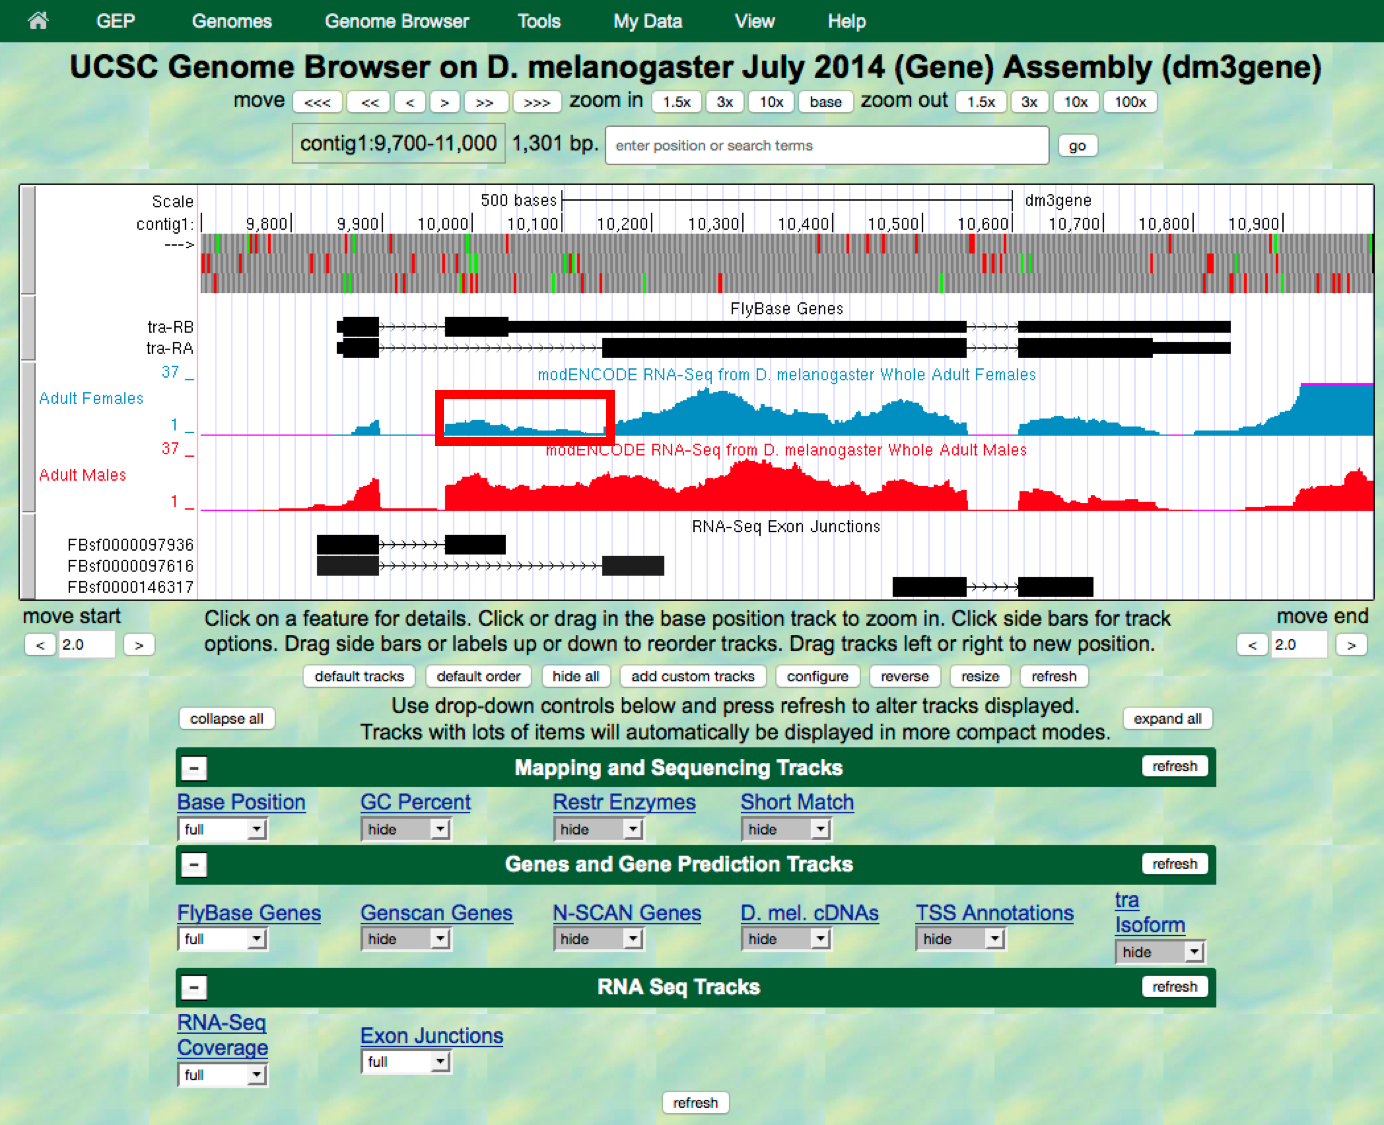 GEP Genomes Genome Browser Tools My Data View Help
UCSC Genome Browser on D. melanogaster July 2014 (Gene) Assembly (dm3gene)
move <<< << < > >> >>> zoom in 1.5x 3x 10x base zoom out 1.5x 3x 10x 100x
contig1:9,700-11,000 1,301 bp. enter position or search terms go
Scale 500 bases dm3gene
contig1: 9,800 9,900 10,000 10,100 10,200 10,300 10,400 10,500 10,600 10,700 10,800 10,900
--->
FlyBase Genes
tra-RB
tra-RA
37 _ modENCODE RNA-Seq from D. melanogaster Whole Adult Females
Adult Females
1 _
37 _ modENCODE RNA-Seq from D. melanogaster Whole Adult Males
Adult Males
1 _
RNA-Seq Exon Junctions
FBsf0000097936
FBsf0000097616
FBsf0000146317
move start Click on a feature for details. Click or drag in the base position track to zoom in. Click side bars for track move end
< 2.0 > options. Drag side bars or labels up or down to reorder tracks. Drag tracks left or right to new position. < 2.0 >
default tracks default order hide all add custom tracks configure reverse resize refresh
collapse all Use drop-down controls below and press refresh to alter tracks displayed. expand all
Tracks with lots of items will automatically be displayed in more compact modes.
- Mapping and Sequencing Tracks refresh
Base Position GC Percent Restr Enzymes Short Match
full hide hide hide
- Genes and Gene Prediction Tracks refresh
FlyBase Genes Genscan Genes N-SCAN Genes D. mel. cDNAs TSS Annotations tra
Isoform
full hide hide hide hide hide
- RNA Seq Tracks refresh
RNA-Seq
Coverage Exon Junctions
full full
refresh